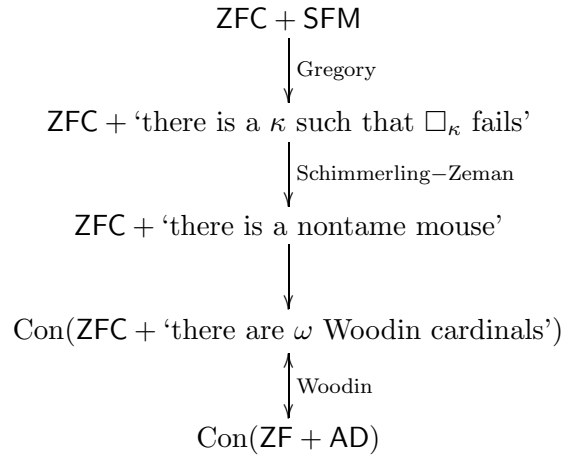 ZFC + SFM
Gregory
ZFC + ‘there is a κ such that □κ fails’
Schimmerling−Zeman
ZFC + ‘there is a nontame mouse’
Con(ZFC + ‘there are ω Woodin cardinals’)
Woodin
Con(ZF + AD)